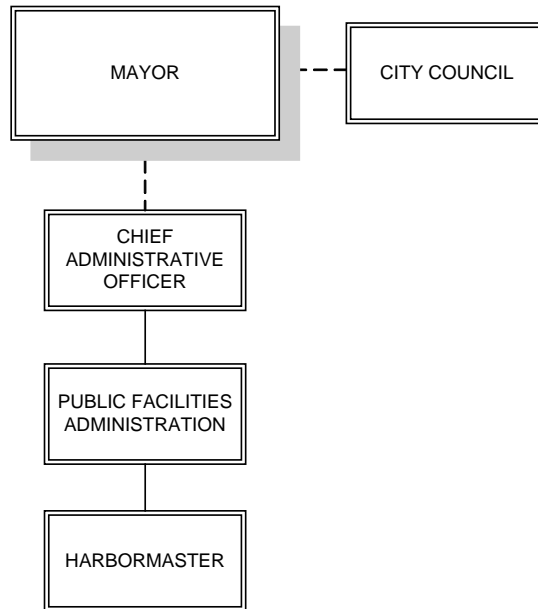 MAYOR
CITY COUNCIL
CHIEF
ADMINISTRATIVE
OFFICER
PUBLIC FACILITIES
ADMINISTRATION
HARBORMASTER